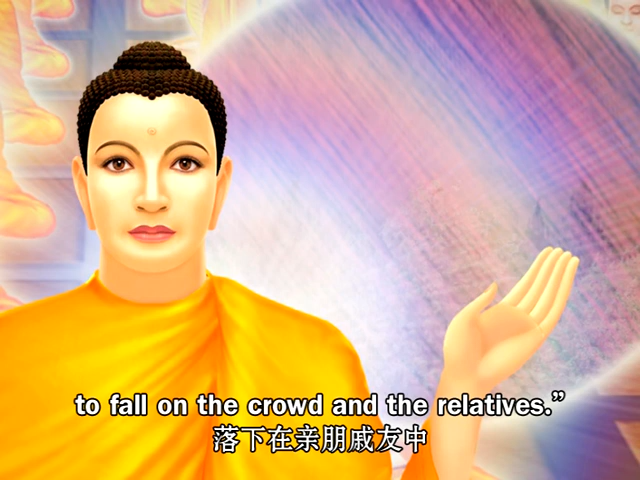 to fall on the crowd and the relatives.”
落下在亲朋戚友中